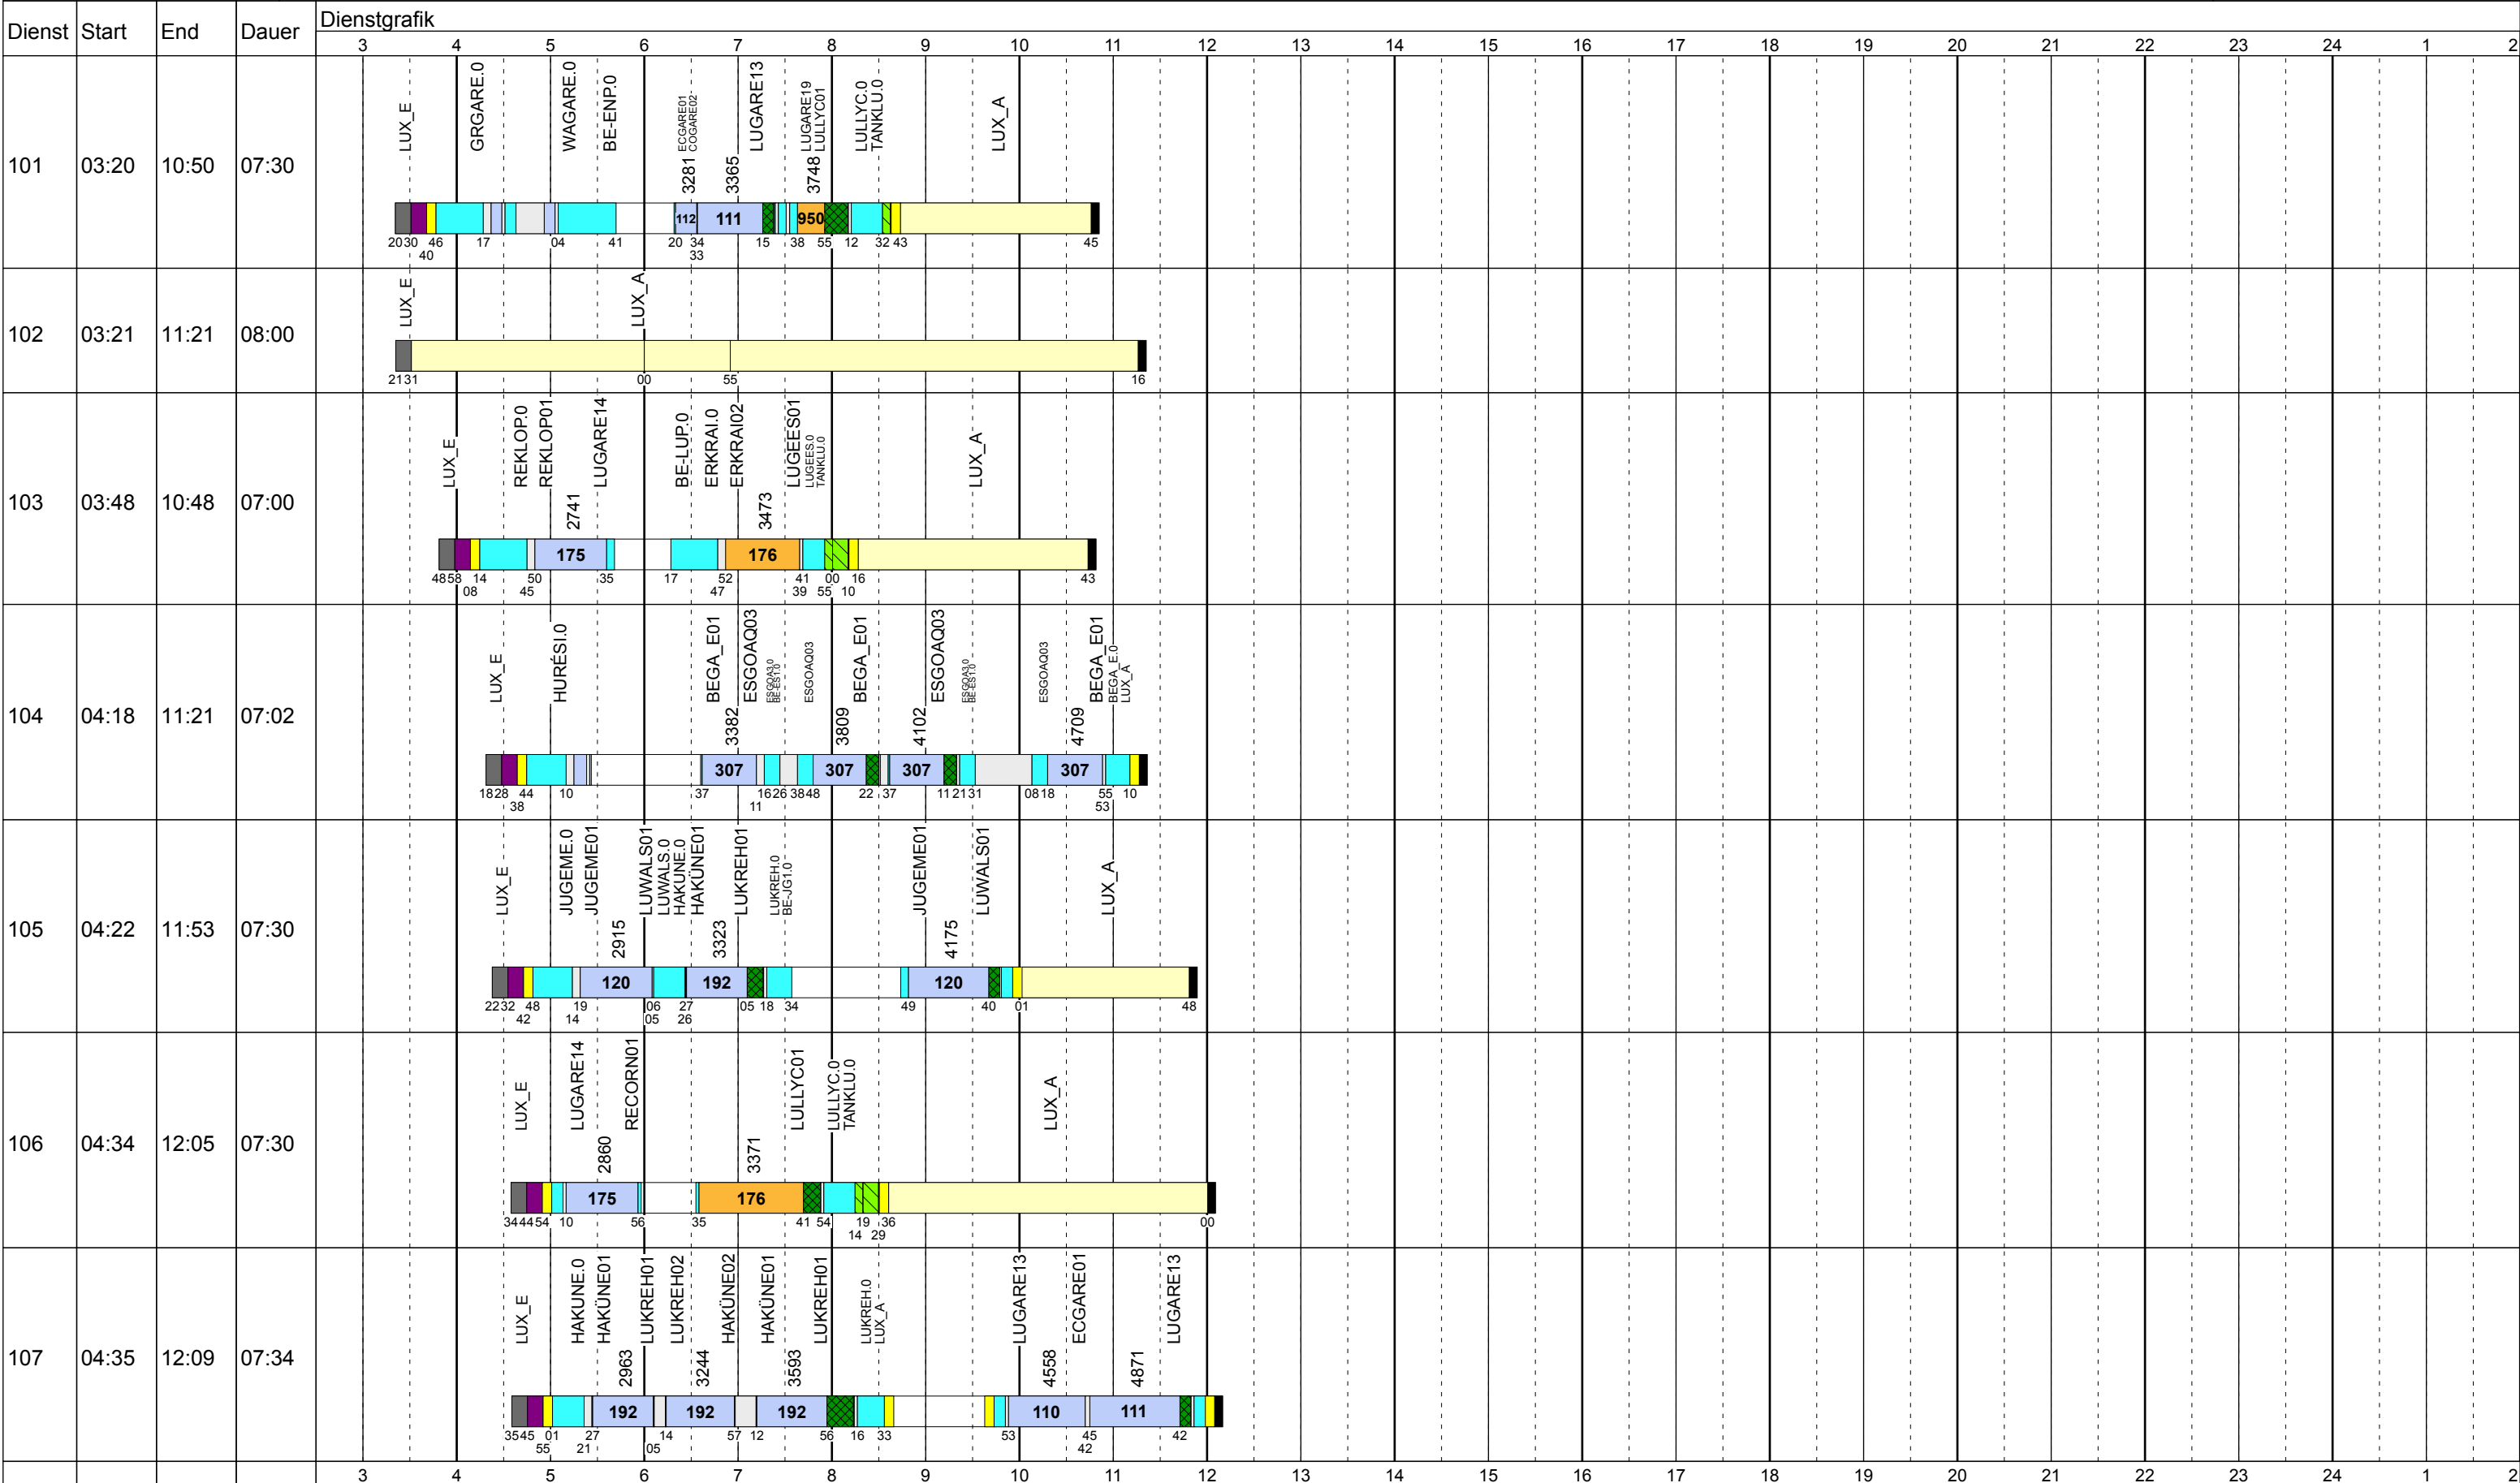 Dienst Start End Dauer Dienstgrafik
3 4 5 6 7 8 9 10 11 12 13 14 15 16 17 18 19 20 21 22 23 24 1 2
LUX_E GRGARE.0 WAGARE.0 BE-ENP.0 ECGARE01 COGARE02 LUGARE13 LUGARE19 LULLYC01 LULLYC.0 TANKLU.0 LUX_A
3281 3365 3748
101 03:20 10:50 07:30
112 111 950
20 30 46 17 04 41 20 34 15 38 55 12 32 43 45
40 33
LUX_E LUX_A
102 03:21 11:21 08:00
21 31 00 55 16
LUX_E REKLOP.0 REKLOP01 LUGARE14 BE-LUP.0 ERKRAI.0 ERKRAI02 LUGEES01 LUGEES.0 TANKLU.0 LUX_A
2741 3473
103 03:48 10:48 07:00
175 176
48 58 14 50 35 17 52 41 00 16 43
08 45 47 39 55 10
LUX_E HURÉSI.0 BEGA_E01 ESGOAQ03 ESGOAQ03 BEGA_E01 ESGOAQ03 ESGOAQ03 BEGA_E01 BEGA_E.0 LUX_A
3382 3809 4102 4709
104 04:18 11:21 07:02
307 307 307 307
18 28 44 10 37 16 26 38 48 22 37 11 21 31 08 18 55 10
38 11 53
LUX_E JUGEME.0 JUGEME01 LUWALS01 LUWALS.0 HAKUNE.0 HAKÜNE01 LUKREH01 LUKREH.0 BE-JG1.0 JUGEME01 LUWALS01 LUX_A
2915 3323 4175
105 04:22 11:53 07:30
120 192 120
22 32 48 19 06 27 05 18 34 49 40 01 48
42 14 05 26
LUX_E LUGARE14 RECORN01 LULLYC01 LULLYC.0 TANKLU.0 LUX_A
2860 3371
106 04:34 12:05 07:30
175 176
34 44 54 10 56 35 41 54 19 36 00
14 29
LUX_E HAKUNE.0 HAKÜNE01 LUKREH01 LUKREH02 HAKÜNE02 HAKÜNE01 LUKREH01 LUKREH.0 LUX_A LUGARE13 ECGARE01 LUGARE13
2963 3244 3593 4558 4871
107 04:35 12:09 07:34
192 192 192 110 111
35 45 01 27 14 57 12 56 16 33 53 45 42
55 21 05 42
3 4 5 6 7 8 9 10 11 12 13 14 15 16 17 18 19 20 21 22 23 24 1 2